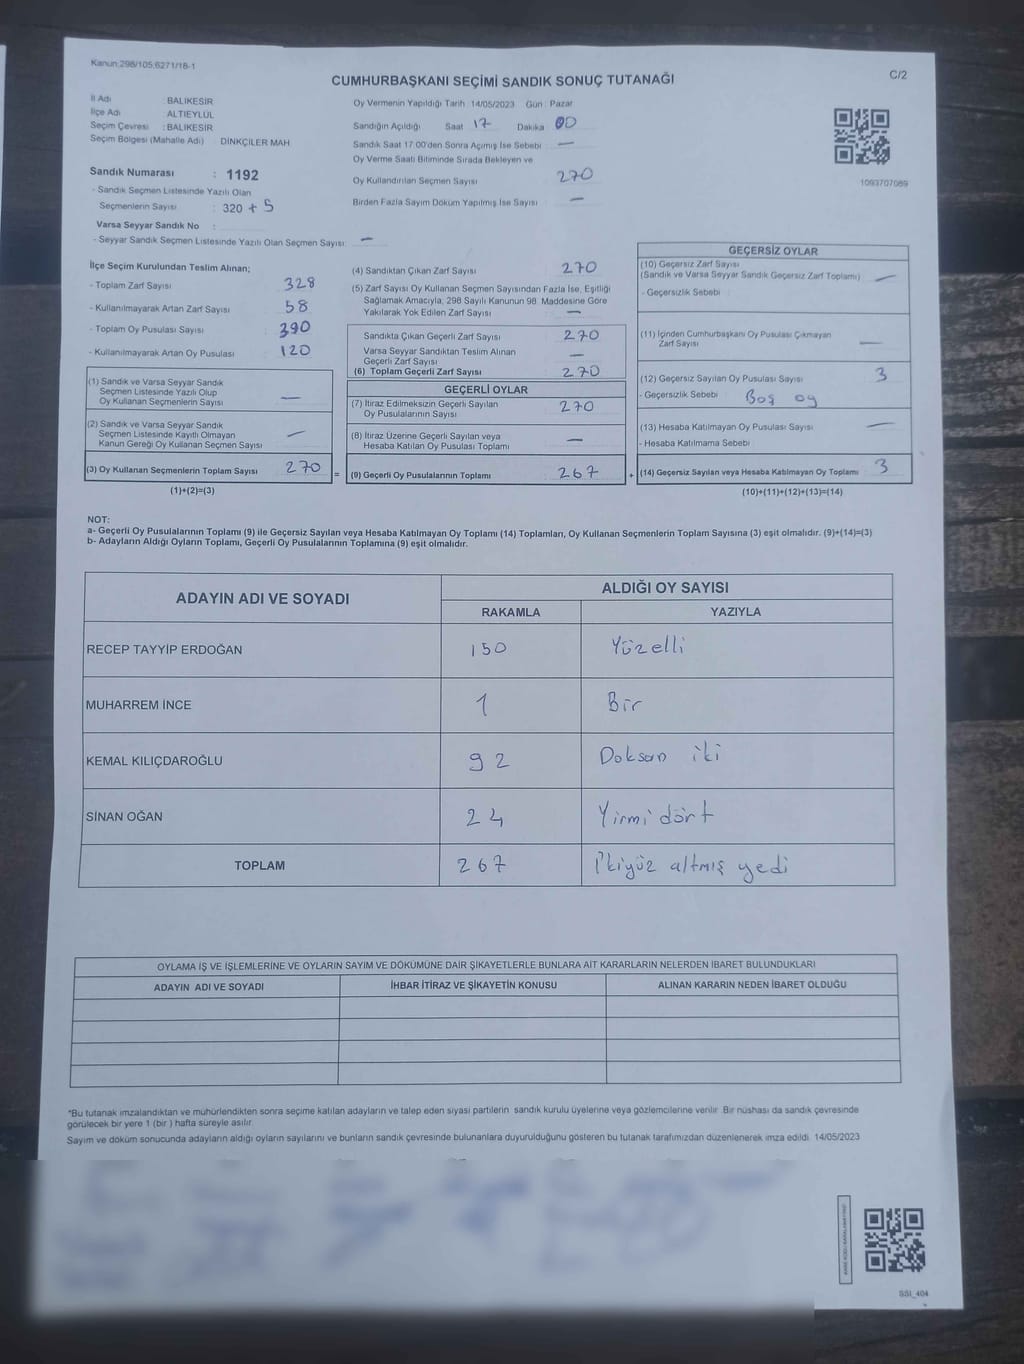 Kanun:298/105,6271/18-1
C/2
CUMHURBAŞKANI SEÇİMİ SANDIK SONUÇ TUTANAĞI
İl Adı : BALIKESİR
İlçe Adı : ALTIEYLÜL
Seçim Çevresi : BALIKESİR
Seçim Bölgesi (Mahalle Adı) DİNKÇİLER MAH
Sandık Numarası : 1192
- Sandık Seçmen Listesinde Yazılı Olan
Seçmenlerin Sayısı : 320 + 5
Varsa Seyyar Sandık No :
- Seyyar Sandık Seçmen Listesinde Yazılı Olan Seçmen Sayısı: —
Oy Vermenin Yapıldığı Tarih 14/05/2023 Gün : Pazar
Sandığın Açıldığı Saat 17 Dakika 00
Sandık Saat 17.00'den Sonra Açılmış İse Sebebi —
Oy Verme Saati Bitiminde Sırada Bekleyen ve
Oy Kullandırılan Seçmen Sayısı 270
Birden Fazla Sayım Döküm Yapılmış İse Sayısı —
1093707069
İlçe Seçim Kurulundan Teslim Alınan;
- Toplam Zarf Sayısı 328
- Kullanılmayarak Artan Zarf Sayısı 58
- Toplam Oy Pusulası Sayısı 390
- Kullanılmayarak Artan Oy Pusulası 120
(1) Sandık ve Varsa Seyyar Sandık
Seçmen Listesinde Yazılı Olup
Oy Kullanan Seçmenlerin Sayısı —
(2) Sandık ve Varsa Seyyar Sandık
Seçmen Listesinde Kayıtlı Olmayan
Kanun Gereği Oy Kullanan Seçmen Sayısı —
(3) Oy Kullanan Seçmenlerin Toplam Sayısı 270 =
(1)+(2)=(3)
(4) Sandıktan Çıkan Zarf Sayısı 270
(5) Zarf Sayısı Oy Kullanan Seçmen Sayısından Fazla İse, Eşitliği
Sağlamak Amacıyla, 298 Sayılı Kanunun 98. Maddesine Göre
Yakılarak Yok Edilen Zarf Sayısı —
Sandıkta Çıkan Geçerli Zarf Sayısı 270
Varsa Seyyar Sandıktan Teslim Alınan
Geçerli Zarf Sayısı —
(6) Toplam Geçerli Zarf Sayısı 270
GEÇERLİ OYLAR
(7) İtiraz Edilmeksizin Geçerli Sayılan
Oy Pusulalarının Sayısı 270
(8) İtiraz Üzerine Geçerli Sayılan veya
Hesaba Katılan Oy Pusulası Toplamı —
(9) Geçerli Oy Pusulalarının Toplamı 267 +
GEÇERSİZ OYLAR
(10) Geçersiz Zarf Sayısı
(Sandık ve Varsa Seyyar Sandık Geçersiz Zarf Toplamı) —
- Geçersizlik Sebebi :
(11) İçinden Cumhurbaşkanı Oy Pusulası Çıkmayan
Zarf Sayısı —
(12) Geçersiz Sayılan Oy Pusulası Sayısı 3
- Geçersizlik Sebebi Boş oy
(13) Hesaba Katılmayan Oy Pusulası Sayısı —
- Hesaba Katılmama Sebebi
(14) Geçersiz Sayılan veya Hesaba Katılmayan Oy Toplamı 3
(10)+(11)+(12)+(13)=(14)
NOT:
a- Geçerli Oy Pusulalarının Toplamı (9) ile Geçersiz Sayılan veya Hesaba Katılmayan Oy Toplamı (14) Toplamları, Oy Kullanan Seçmenlerin Toplam Sayısına (3) eşit olmalıdır. (9)+(14)=(3)
b- Adayların Aldığı Oyların Toplamı, Geçerli Oy Pusulalarının Toplamına (9) eşit olmalıdır.
ADAYIN ADI VE SOYADI
ALDIĞI OY SAYISI
RAKAMLA YAZIYLA
RECEP TAYYİP ERDOĞAN 150 Yüzelli
MUHARREM İNCE 1 Bir
KEMAL KILIÇDAROĞLU 92 Doksan iki
SİNAN OĞAN 24 Yirmi dört
TOPLAM 267 İkiyüz altmış yedi
OYLAMA İŞ VE İŞLEMLERİNE VE OYLARIN SAYIM VE DÖKÜMÜNE DAİR ŞİKAYETLERLE BUNLARA AİT KARARLARIN NELERDEN İBARET BULUNDUKLARI
ADAYIN ADI VE SOYADI İHBAR İTİRAZ VE ŞİKAYETİN KONUSU ALINAN KARARIN NEDEN İBARET OLDUĞU
*Bu tutanak imzalandıktan ve mühürlendikten sonra seçime katılan adayların ve talep eden siyasi partilerin sandık kurulu üyelerine veya gözlemcilerine verilir. Bir nüshası da sandık çevresinde
görülecek bir yere 1 (bir ) hafta süreyle asılır.
Sayım ve döküm sonucunda adayların aldığı oyların sayılarını ve bunların sandık çevresinde bulunanlara duyurulduğunu gösteren bu tutanak tarafımızdan düzenlenerek imza edildi. 14/05/2023
SSI_404